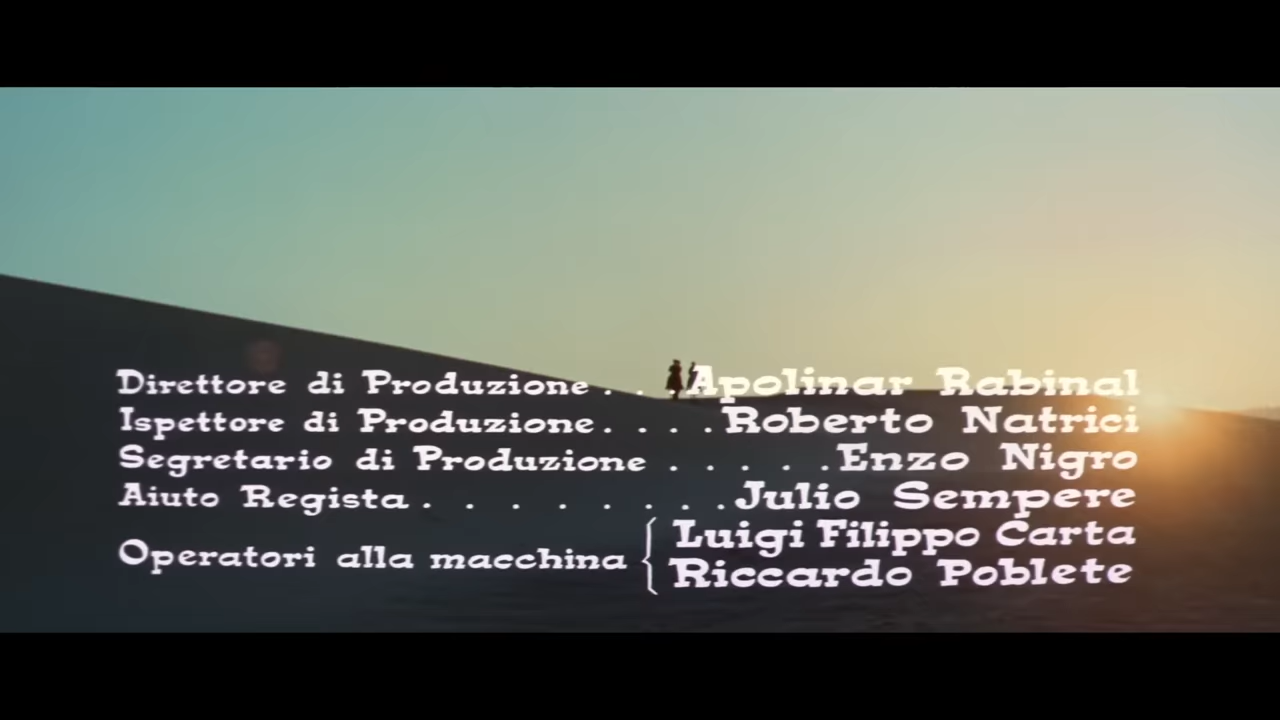 Direttore di Produzione . . . Apolinar Rabinal
Ispettore di Produzione . . . . Roberto Natrici
Segretario di Produzione . . . . . Enzo Nigro
Aiuto Regista . . . . . . . Julio Sempere
Operatori alla macchina { Luigi Filippo Carta
Riccardo Poblete